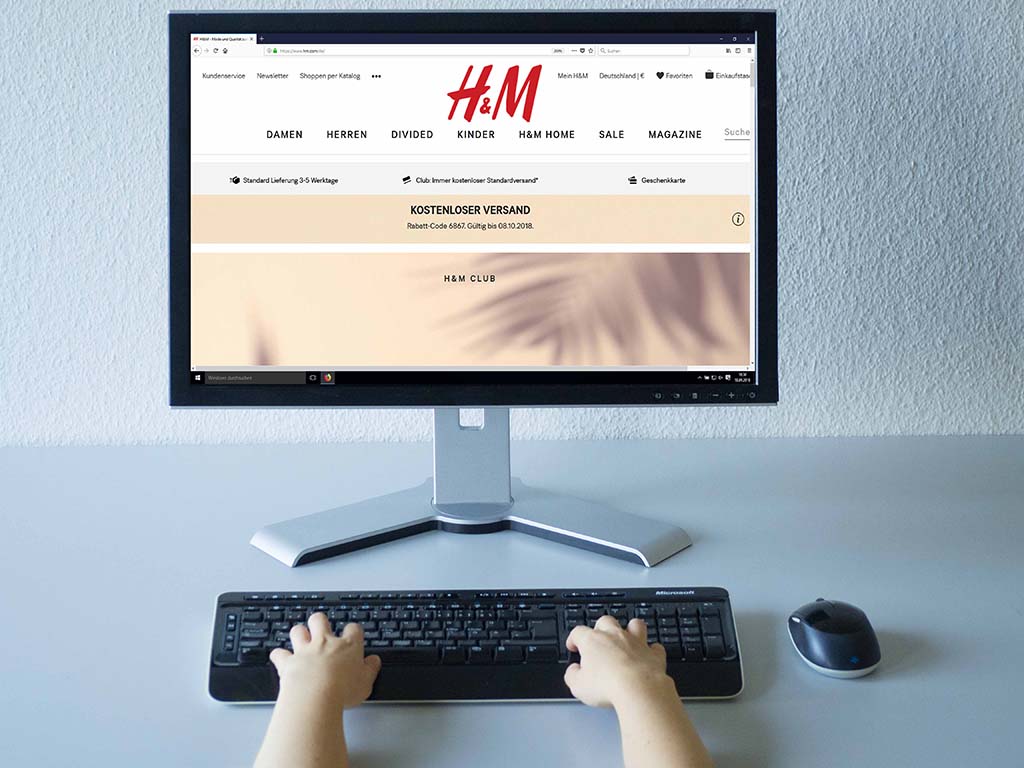 H&M - Mode und Qualität zu
https://www.hm.com/de/
20%
Suchen
Kundenservice Newsletter Shoppen per Katalog
H&M
Mein H&M Deutschland | € Favoriten Einkaufstas
DAMEN HERREN DIVIDED KINDER H&M HOME SALE MAGAZINE Suche
Standard Lieferung 3-5 Werktage Club: Immer kostenloser Standardversand* Geschenkkarte
KOSTENLOSER VERSAND
Rabatt-Code 6867. Gültig bis 08.10.2018.
H&M CLUB
Windows durchsuchen
Microsoft